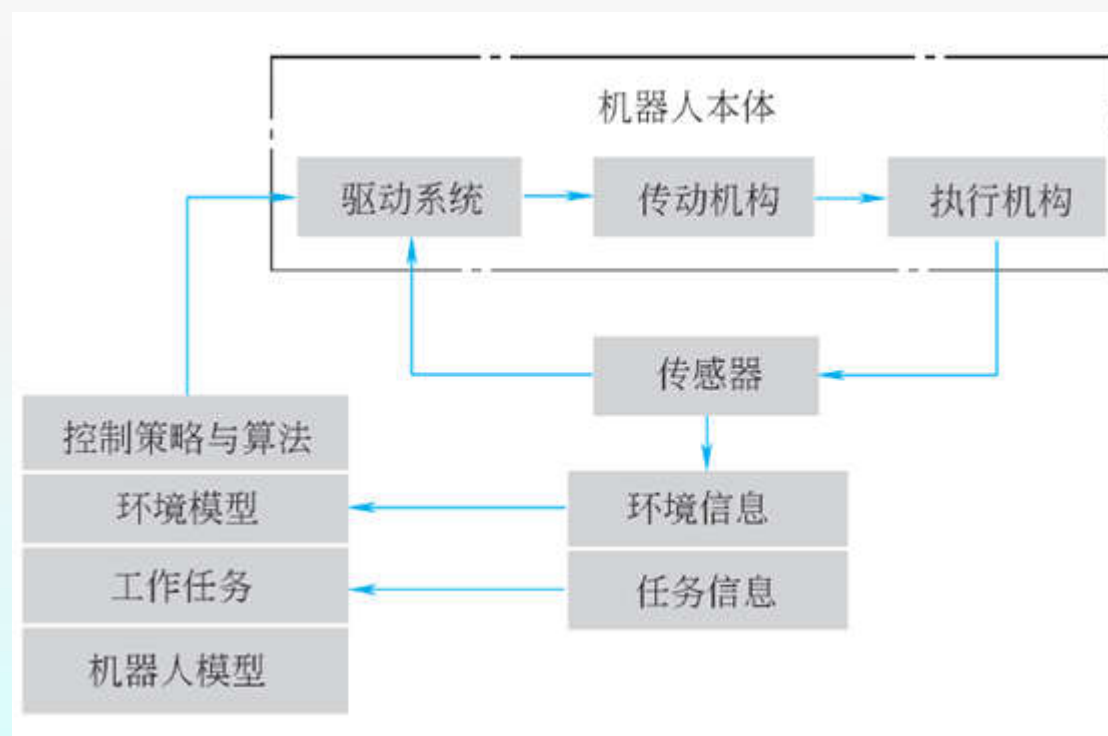 机器人本体
驱动系统
传动机构
执行机构
传感器
控制策略与算法
环境模型
环境信息
工作任务
任务信息
机器人模型